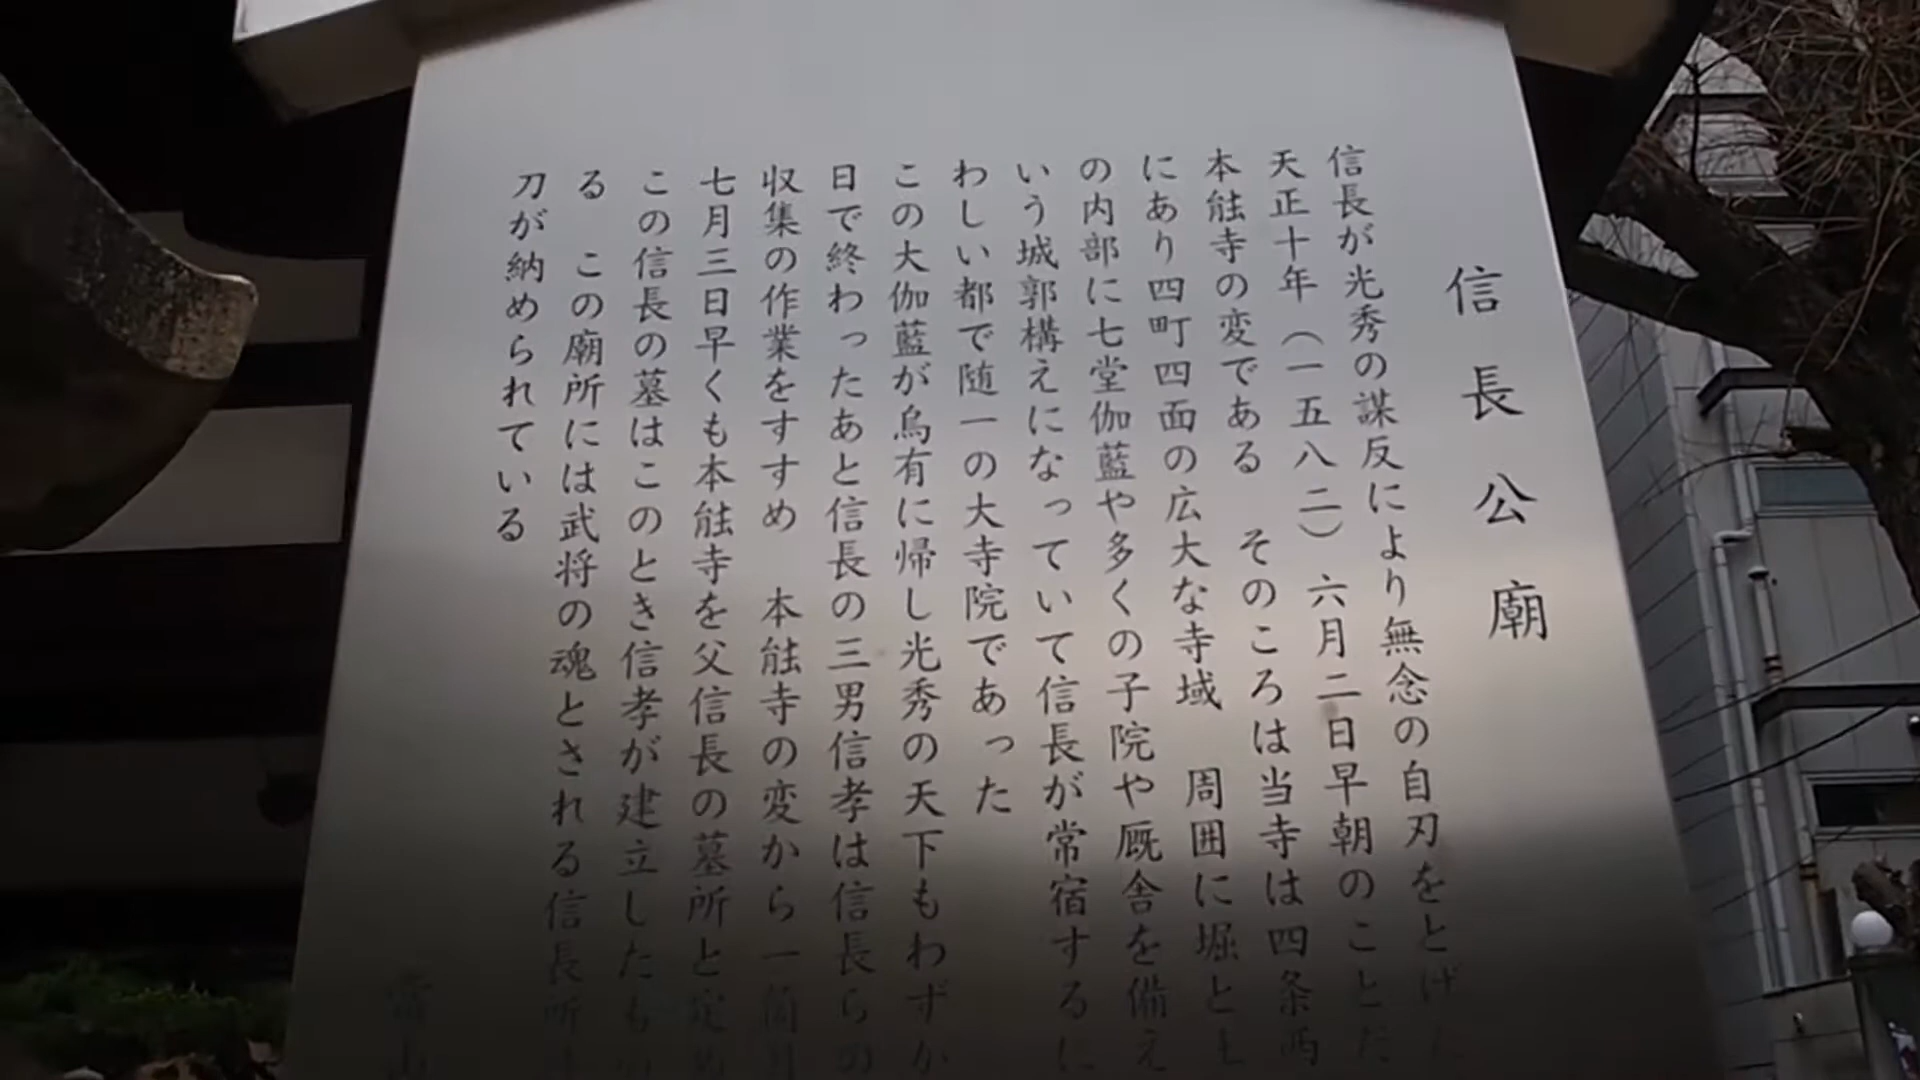 信長公廟
信長が光秀の謀反により無念の自刃をとげた
天正十年（一五八二）六月二日早朝のことだ
本能寺の変である　そのころは当寺は四条西
にあり四町四面の広大な寺域　周囲に堀と土
の内部に七堂伽藍や多くの子院や厩舎を備え
いう城郭構えになっていて信長が常宿するに
わしい都で随一の大寺院であった
この大伽藍が烏有に帰し光秀の天下もわずか
日で終わったあと信長の三男信孝は信長らの
収集の作業をすすめ　本能寺の変から一箇月
七月三日早くも本能寺を父信長の墓所と定め
この信長の墓はこのとき信孝が建立したもの
る　この廟所には武将の魂とされる信長所
刀が納められている